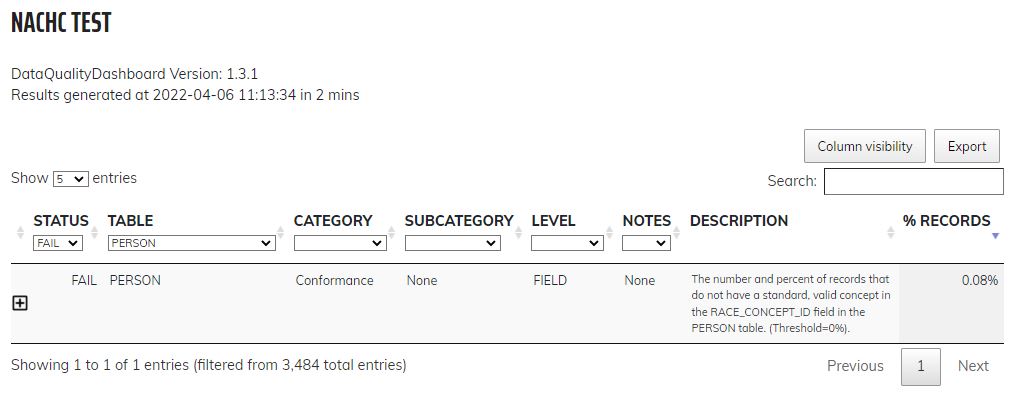 NACHC TEST
DataQualityDashboard Version: 1.3.1
Results generated at 2022-04-06 11:13:34 in 2 mins
Column visibility Export
Show 5 entries
Search:
STATUS TABLE CATEGORY SUBCATEGORY LEVEL NOTES DESCRIPTION % RECORDS
FAIL PERSON
FAIL PERSON Conformance None FIELD None The number and percent of records that 0.08%
do not have a standard, valid concept in
the RACE_CONCEPT_ID field in the
PERSON table. (Threshold=0%).
Showing 1 to 1 of 1 entries (filtered from 3,484 total entries)
Previous 1 Next